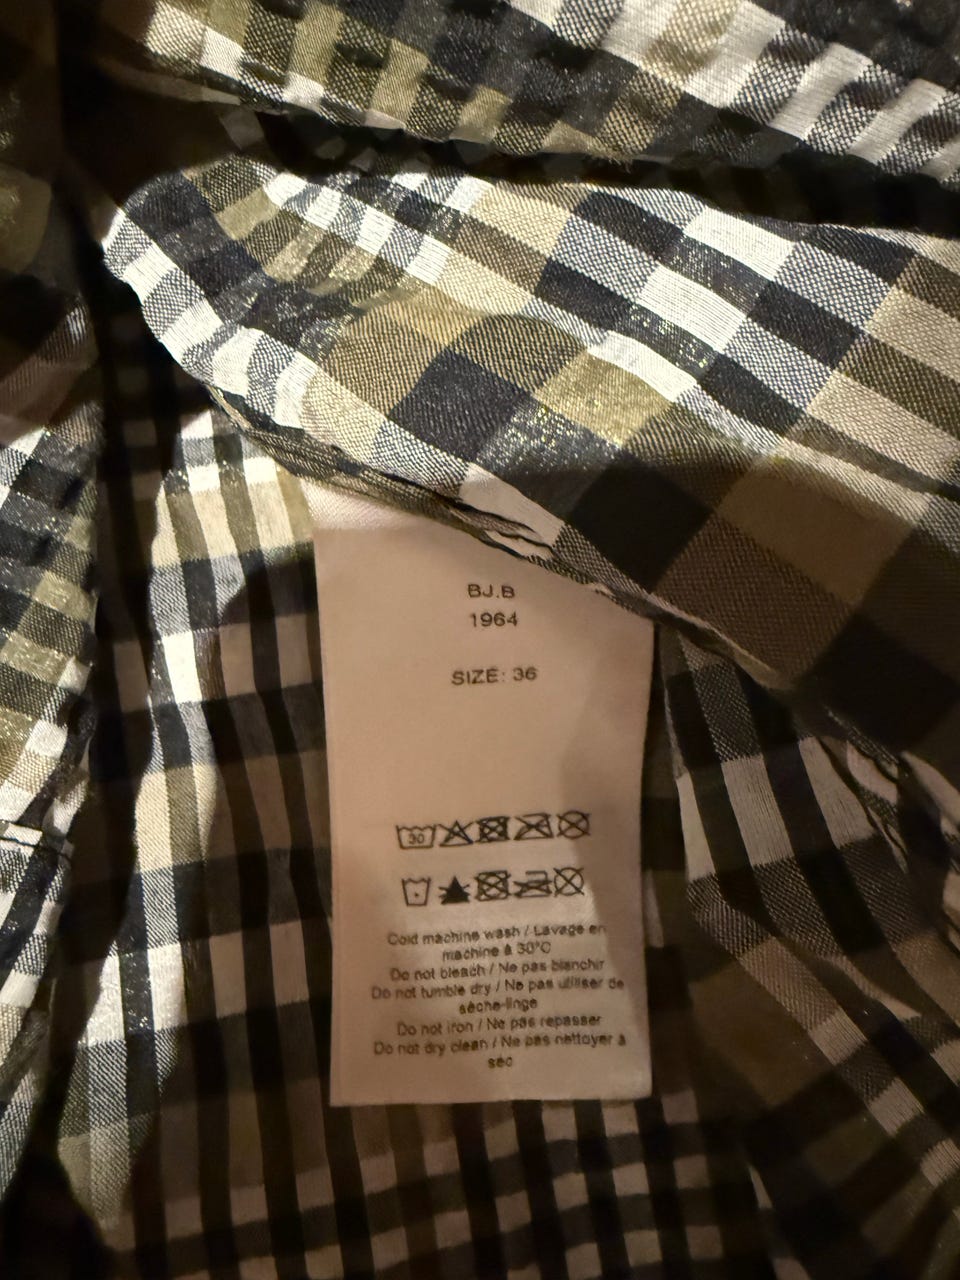 BJ.B
1964
SIZE: 36
30
Cold machine wash / Lavage en
machine à 30°C
Do not bleach / Ne pas blanchir
Do not tumble dry / Ne pas utiliser de
sèche-linge
Do not iron / Ne pas repasser
Do not dry clean / Ne pas nettoyer à
sec